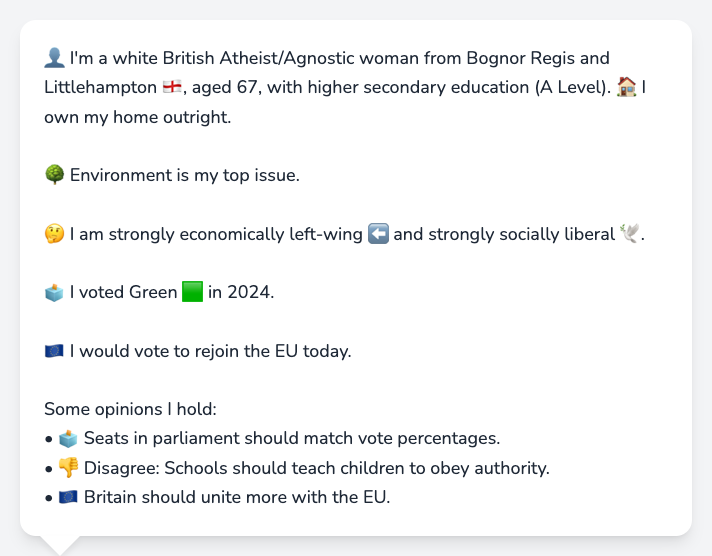 👤 I'm a white British Atheist/Agnostic woman from Bognor Regis and
Littlehampton 🏴󠁧󠁢󠁥󠁮󠁧󠁿, aged 67, with higher secondary education (A Level). 🏠 I
own my home outright.
🌳 Environment is my top issue.
🤔 I am strongly economically left-wing ⬅️ and strongly socially liberal 🕊️.
🗳️ I voted Green 🟩 in 2024.
🇪🇺 I would vote to rejoin the EU today.
Some opinions I hold:
• 🗳️ Seats in parliament should match vote percentages.
• 👎 Disagree: Schools should teach children to obey authority.
• 🇪🇺 Britain should unite more with the EU.